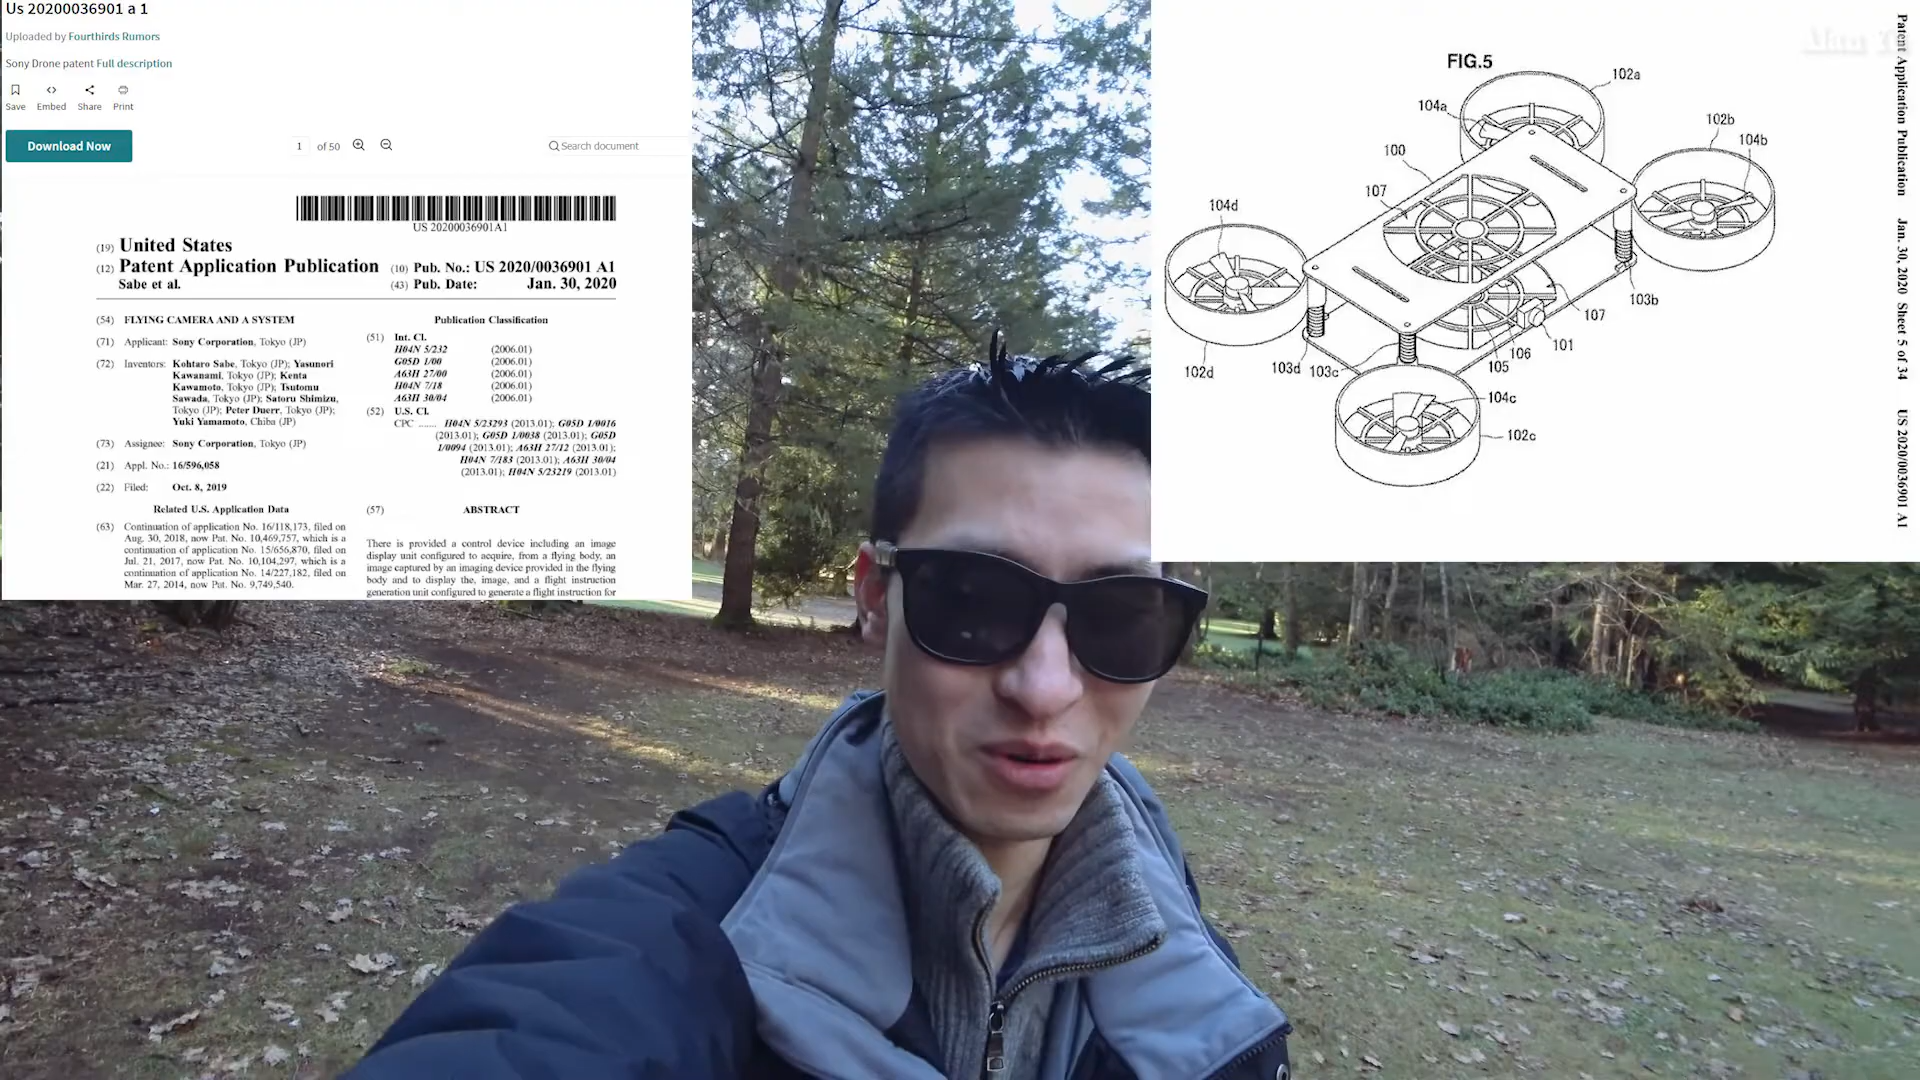 Us 20200036901 a 1
Uploaded by Fourthirds Rumors
Sony Drone patent Full description
Save Embed Share Print
Download Now
1 of 50
Search document
US 20200036901A1
(19) United States
(12) Patent Application Publication
Sabe et al.
(10) Pub. No.: US 2020/0036901 A1
(43) Pub. Date: Jan. 30, 2020
(54) FLYING CAMERA AND A SYSTEM
(71) Applicant: Sony Corporation, Tokyo (JP)
(72) Inventors: Kohtaro Sabe, Tokyo (JP); Yasunori
Kawanami, Tokyo (JP); Kenta
Kawamoto, Tokyo (JP); Tsutomu
Sawada, Tokyo (JP); Satoru Shimizu,
Tokyo (JP); Peter Duerr, Tokyo (JP);
Yuki Yamamoto, Chiba (JP)
(73) Assignee: Sony Corporation, Tokyo (JP)
(21) Appl. No.: 16/596,058
(22) Filed: Oct. 8, 2019
Related U.S. Application Data
(63) Continuation of application No. 16/118,173, filed on
Aug. 30, 2018, now Pat. No. 10,469,757, which is a
continuation of application No. 15/656,870, filed on
Jul. 21, 2017, now Pat. No. 10,104,297, which is a
continuation of application No. 14/227,182, filed on
Mar. 27, 2014, now Pat. No. 9,749,540.
Publication Classification
(51) Int. Cl.
H04N 5/232 (2006.01)
G05D 1/00 (2006.01)
A63H 27/00 (2006.01)
H04N 7/18 (2006.01)
A63H 30/04 (2006.01)
(52) U.S. Cl.
CPC ....... H04N 5/23293 (2013.01); G05D 1/0016
(2013.01); G05D 1/0038 (2013.01); G05D
1/0094 (2013.01); A63H 27/12 (2013.01);
H04N 7/183 (2013.01); A63H 30/04
(2013.01); H04N 5/23219 (2013.01)
(57) ABSTRACT
There is provided a control device including an image
display unit configured to acquire, from a flying body, an
image captured by an imaging device provided in the flying
body and to display the, image, and a flight instruction
generation unit configured to generate a flight instruction for
FIG.5
102a
104a
102b
104b
100
107
104d
103b
107
101
106
105
102d
103d
103c
104c
102c
Patent Application Publication Jan. 30, 2020 Sheet 5 of 34 US 2020/0036901 A1